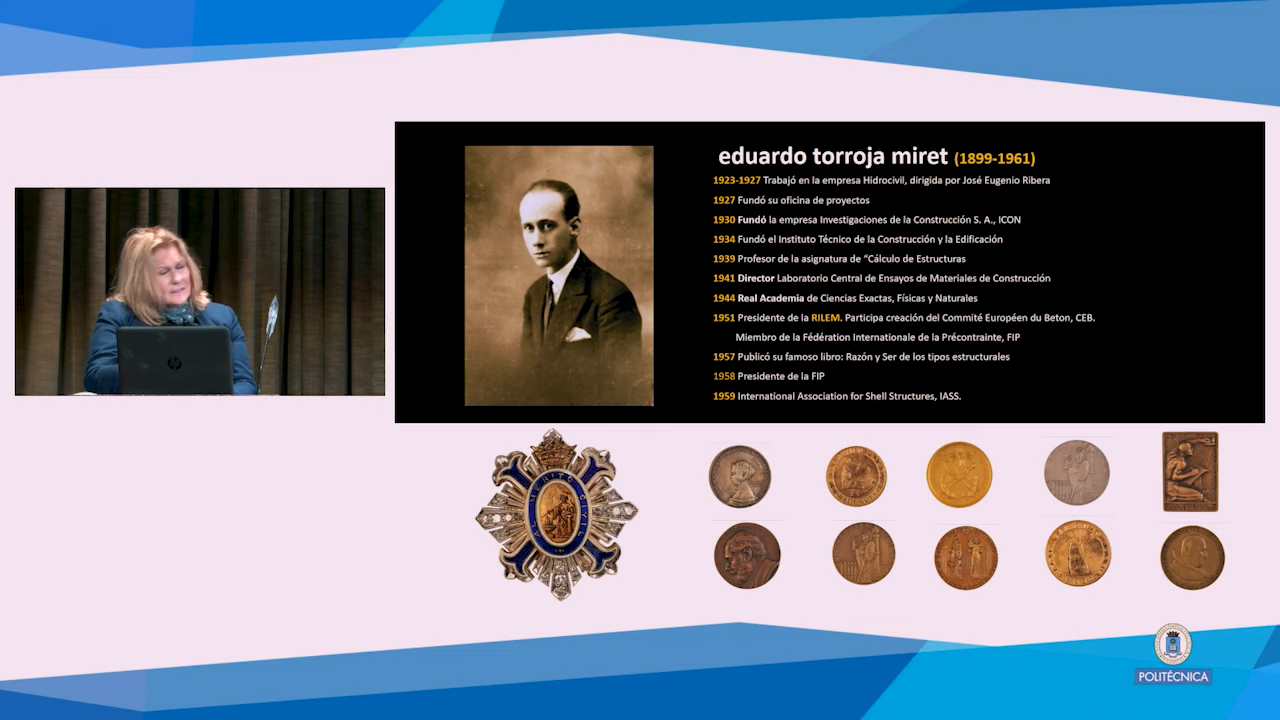 eduardo torroja miret (1899-1961)
1923-1927 Trabajó en la empresa Hidrocivil, dirigida por José Eugenio Ribera
1927 Fundó su oficina de proyectos
1930 Fundó la empresa Investigaciones de la Construcción S. A., ICON
1934 Fundó el Instituto Técnico de la Construcción y la Edificación
1939 Profesor de la asignatura de “Cálculo de Estructuras
1941 Director Laboratorio Central de Ensayos de Materiales de Construcción
1944 Real Academia de Ciencias Exactas, Físicas y Naturales
1951 Presidente de la RILEM. Participa creación del Commité Européen du Beton, CEB.
Miembro de la Fédération Internationale de la Précontrainte, FIP
1957 Publicó su famoso libro: Razón y Ser de los tipos estructurales
1958 Presidente de la FIP
1959 International Association for Shell Structures, IASS.
hp
AL MERITO CIVIL
POLITÉCNICA